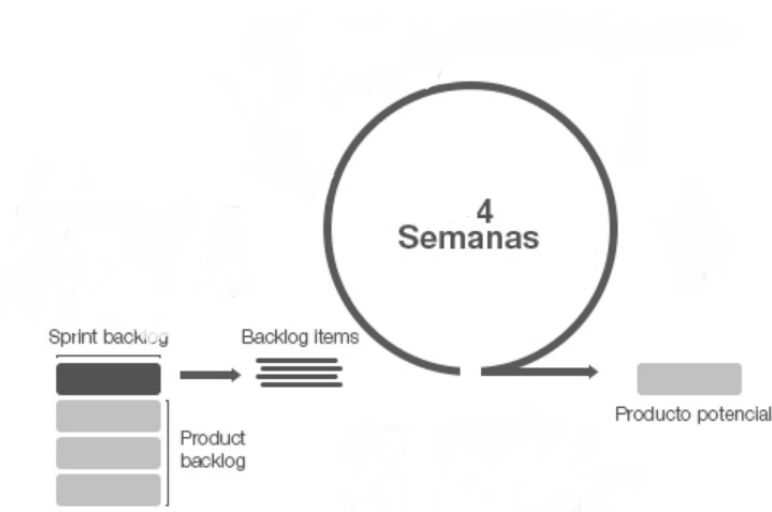 4
Semanas
Sprint backlog
Backlog items
Product
backlog
Producto potencial